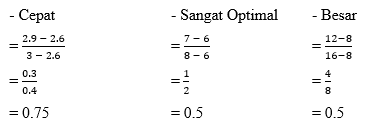 - Cepat - Sangat Optimal - Besar
= 2.9 − 2.6 / 3 − 2.6 = 7 − 6 / 8 − 6 = 12−8 / 16−8
= 0.3 / 0.4 = 1 / 2 = 4 / 8
= 0.75 = 0.5 = 0.5